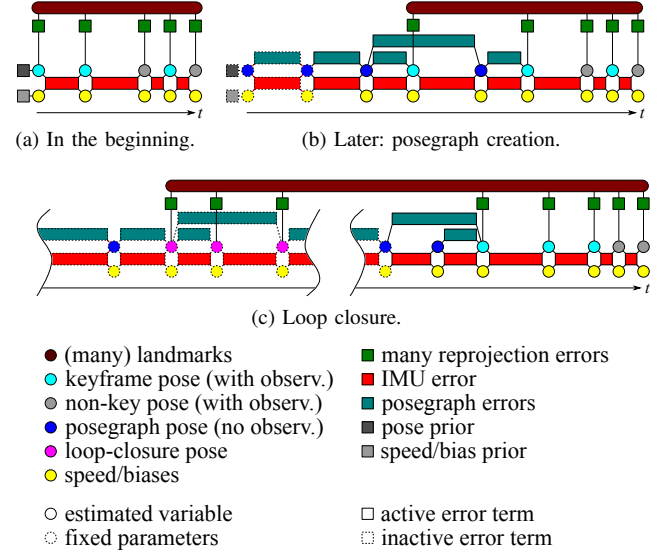 t
t
(a) In the beginning.
(b) Later: posegraph creation.
t
(c) Loop closure.
(many) landmarks
many reprojection errors
keyframe pose (with observ.)
IMU error
non-key pose (with observ.)
posegraph errors
posegraph pose (no observ.)
pose prior
loop-closure pose
speed/bias prior
speed/biases
estimated variable
active error term
fixed parameters
inactive error term